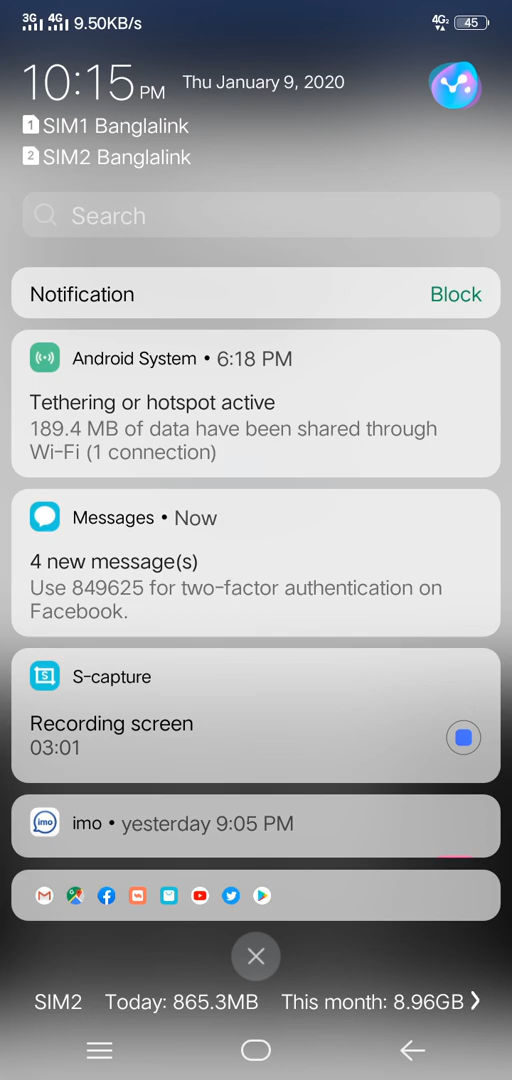 3G 4G 9.50KB/s 4G2 45
10:15 PM Thu January 9, 2020
1 SIM1 Banglalink
2 SIM2 Banglalink
Search
Notification Block
Android System • 6:18 PM
Tethering or hotspot active
189.4 MB of data have been shared through
Wi-Fi (1 connection)
Messages • Now
4 new message(s)
Use 849625 for two-factor authentication on
Facebook.
S S-capture
Recording screen
03:01
imo imo • yesterday 9:05 PM
SIM2 Today: 865.3MB This month: 8.96GB